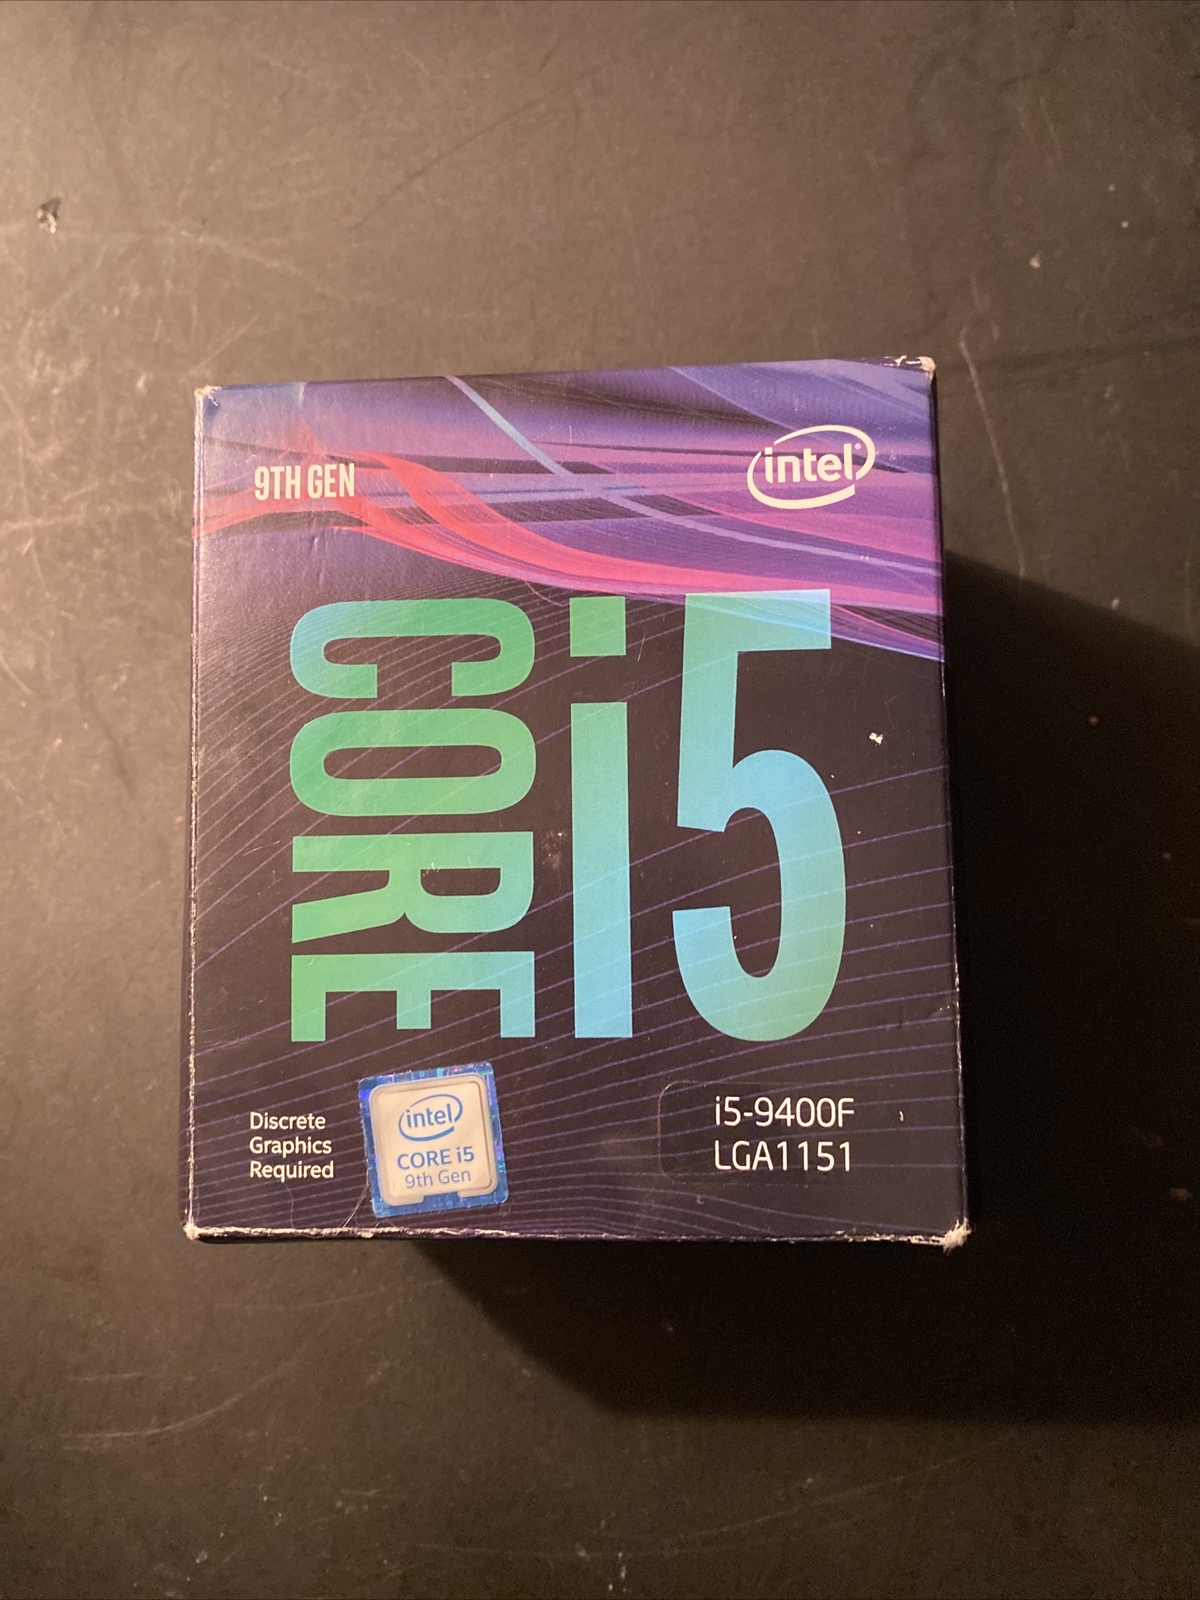 9TH GEN
intel
CORE i5
Discrete
Graphics
Required
intel
CORE i5
9th Gen
i5-9400F
LGA1151